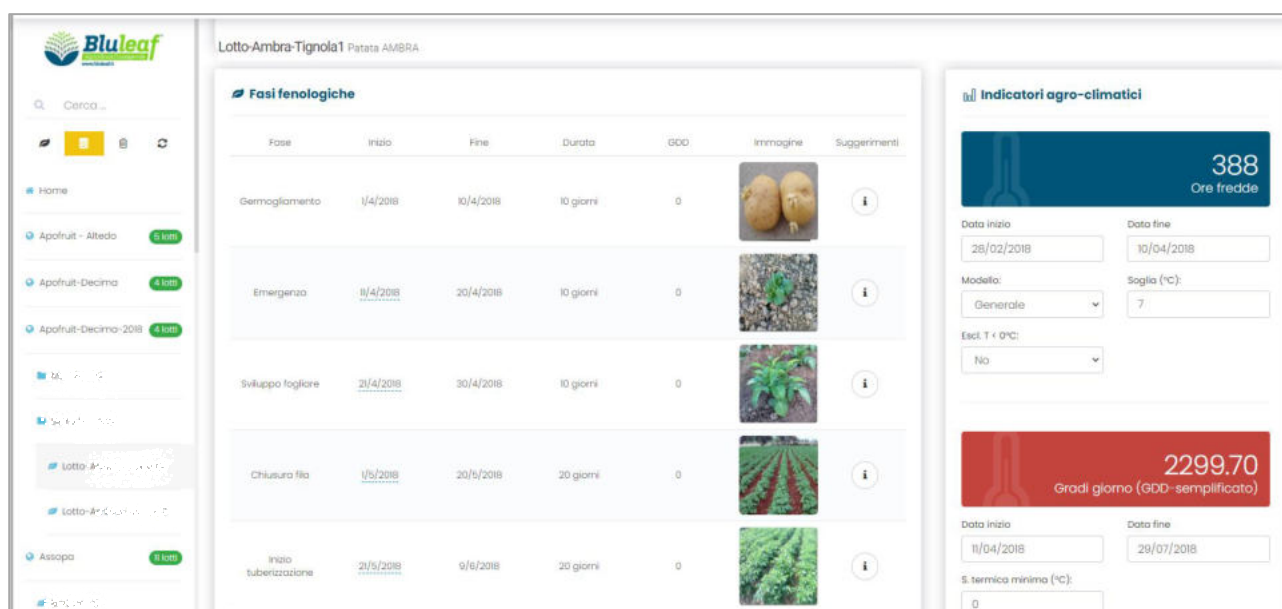 Bluleaf
Cerca ...
Home
Apofruit - Altedo 5 lotti
Apofruit-Decima 4 lotti
Apofruit-Decima-2018 4 lotti
Lotto-
Lotto-
Assopa 11 lotti
Lotto-Ambra-Tignola1 Patata AMBRA
Fasi fenologiche
Fase Inizio Fine Durata GDD Immagine Suggerimenti
Germogliamento 1/4/2018 10/4/2018 10 giorni 0 i
Emergenza 11/4/2018 20/4/2018 10 giorni 0 i
Sviluppo fogliore 21/4/2018 30/4/2018 10 giorni 0 i
Chiusura fila 1/5/2018 20/5/2018 20 giorni 0 i
Inizio
tuberizzazione 21/5/2018 9/6/2018 20 giorni 0 i
Indicatori agro-climatici
388
Ore fredde
Data inizio Data fine
28/02/2018 10/04/2018
Modello: Soglia (°C):
Generale 7
Escl. T < 0°C:
No
2299.70
Gradi giorno (GDD-semplificato)
Data inizio Data fine
11/04/2018 29/07/2018
S. termica minima (°C):
0